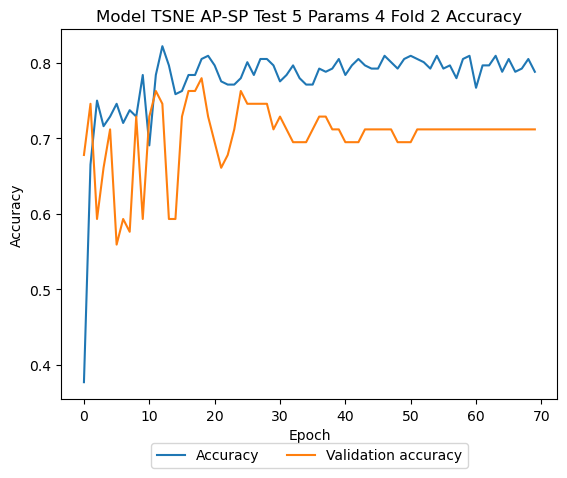 Model TSNE AP-SP Test 5 Params 4 Fold 2 Accuracy
Accuracy
0.8
0.7
0.6
0.5
0.4
0 10 20 30 40 50 60 70
Epoch
Accuracy Validation accuracy